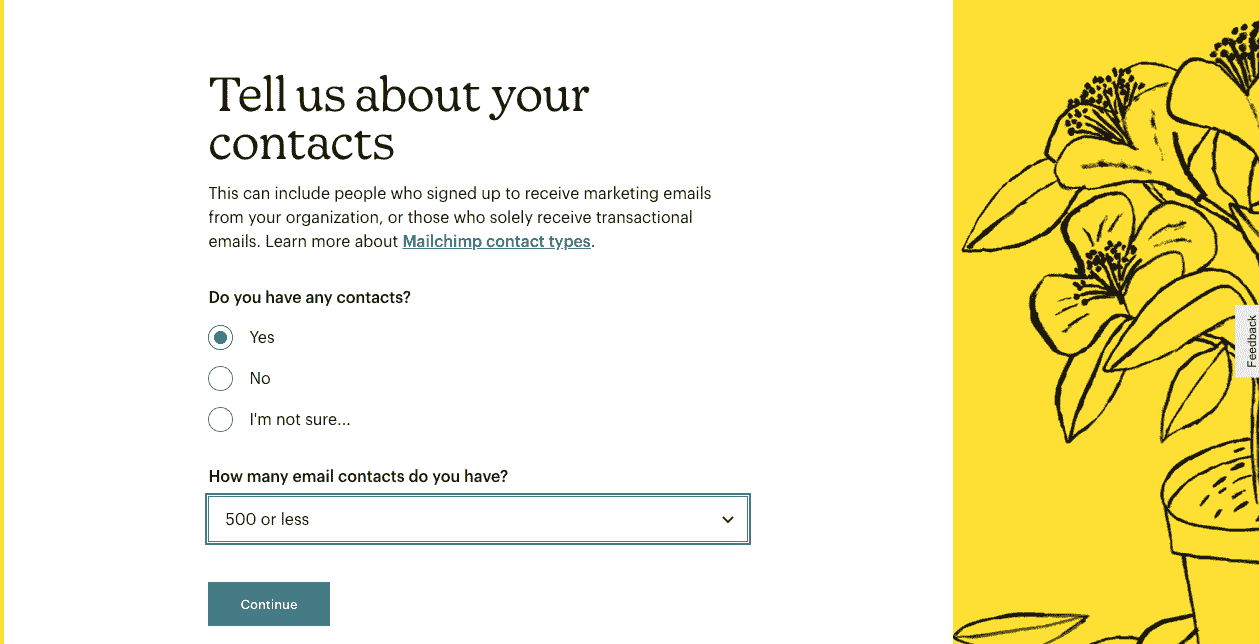 Tell us about your
contacts
This can include people who signed up to receive marketing emails
from your organization, or those who solely receive transactional
emails. Learn more about Mailchimp contact types.
Do you have any contacts?
Yes
No
I'm not sure...
How many email contacts do you have?
500 or less
Continue
Feedback